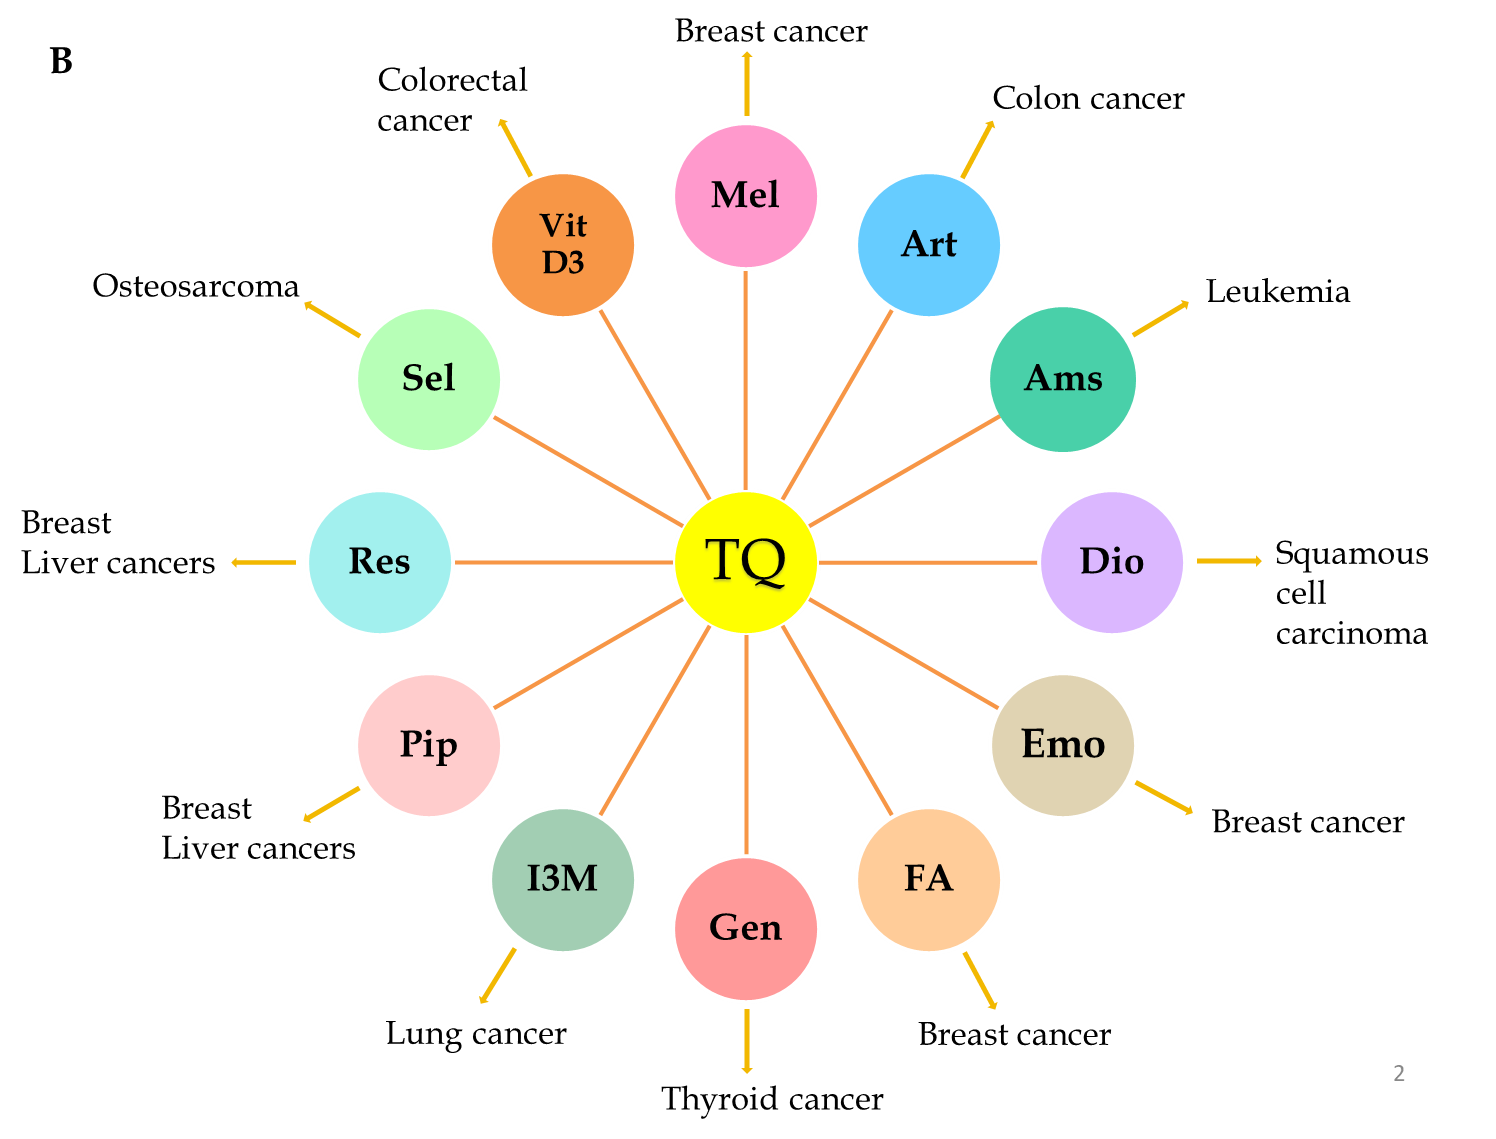 Breast cancer
B
Colorectal
cancer
Colon cancer
Mel
Vit
D3
Art
Osteosarcoma
Leukemia
Sel
Ams
Breast
Liver cancers
Res
TQ
Dio
Squamous
cell
carcinoma
Pip
Emo
Breast
Liver cancers
Breast cancer
I3M
FA
Gen
Lung cancer
Breast cancer
Thyroid cancer
2